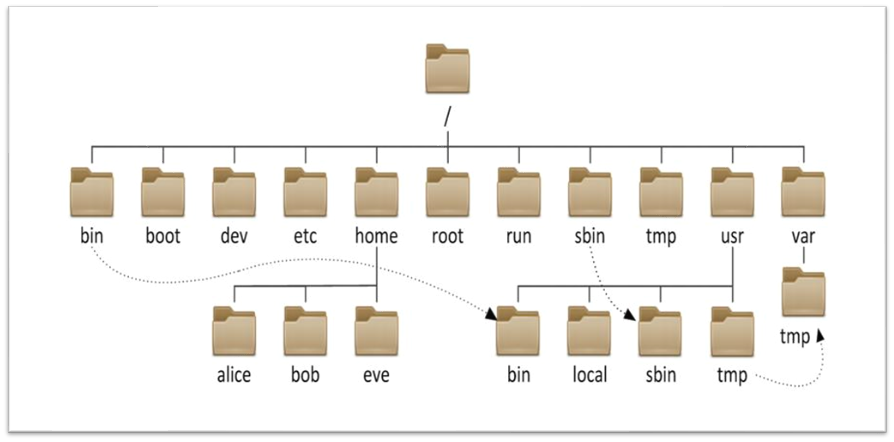 /
bin boot dev etc home root run sbin tmp usr var
tmp
alice bob eve bin local sbin tmp